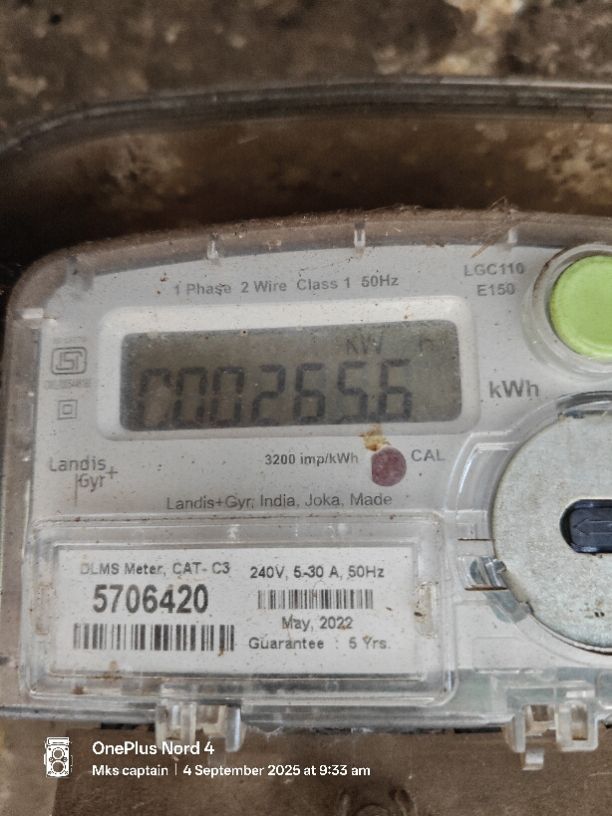 1 Phase 2 Wire Class 1 50Hz
LGC110
E150
KW h
0002656
kWh
3200 imp/kWh
CAL
Landis
Gyr+
Landis+Gyr, India, Joka, Made
DLMS Meter, CAT- C3
5706420
240V, 5-30 A, 50Hz
May, 2022
Guarantee : 5 Yrs.
OnePlus Nord 4
Mks captain | 4 September 2025 at 9:33 am